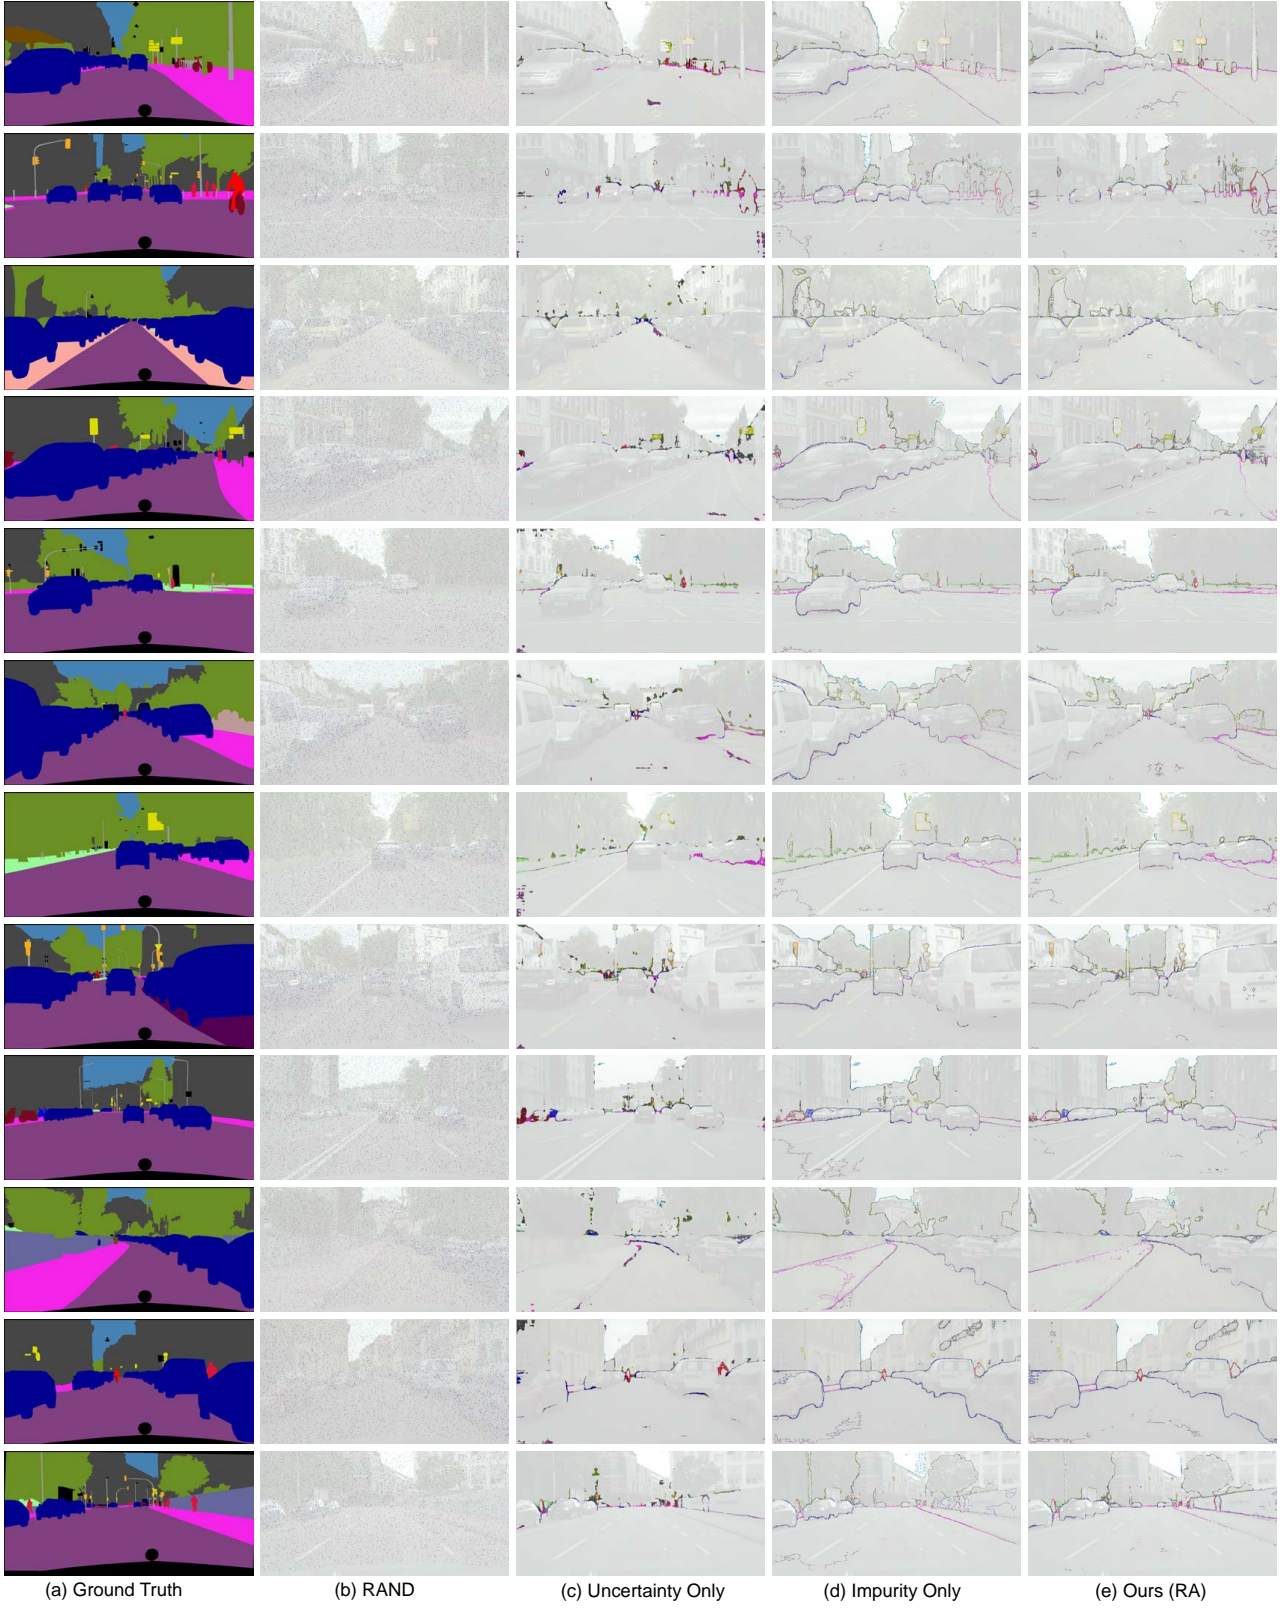 (a) Ground Truth
(b) RAND
(c) Uncertainty Only
(d) Impurity Only
(e) Ours (RA)